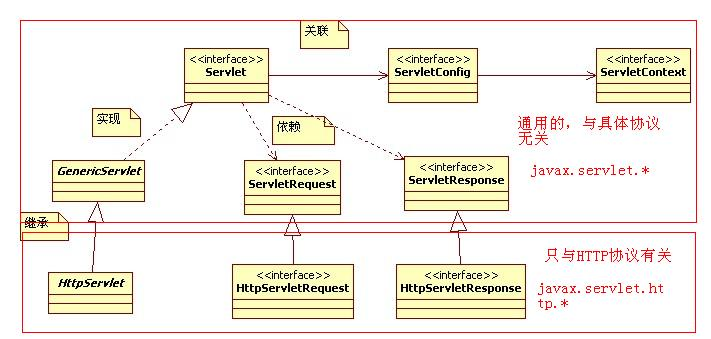 关联
<<interface>>
Servlet
<<interface>>
ServletConfig
<<interface>>
ServletContext
实现
依赖
通用的，与具体协议
无关
javax.servlet.*
GenericServlet
<<interface>>
ServletRequest
<<interface>>
ServletResponse
继承
只与HTTP协议有关
HttpServlet
<<interface>>
HttpServletRequest
<<interface>>
HttpServletResponse
javax.servlet.ht
tp.*